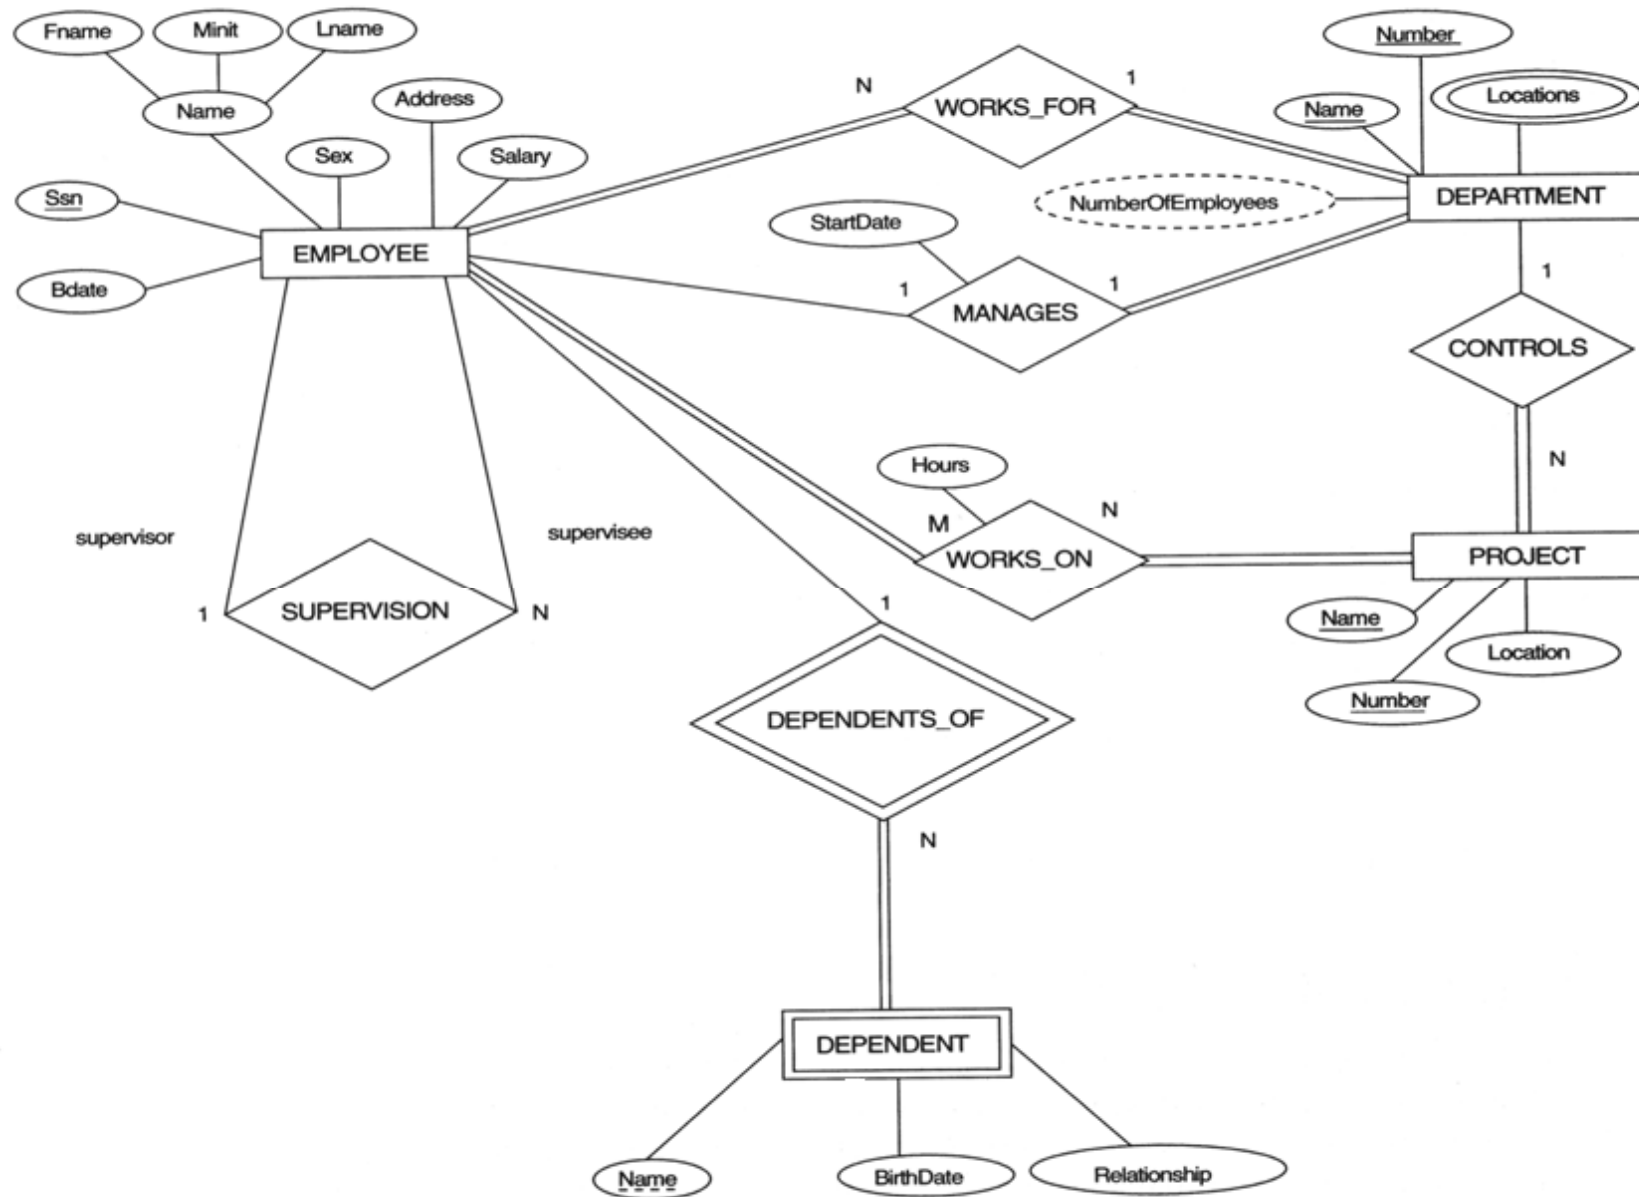 Fname
Minit
Lname
Number
Name
Address
N
1
WORKS_FOR
Name
Locations
Sex
Salary
Ssn
NumberOfEmployees
DEPARTMENT
StartDate
EMPLOYEE
Bdate
1
1
MANAGES
1
CONTROLS
Hours
N
M
N
supervisor
supervisee
WORKS_ON
PROJECT
1
SUPERVISION
N
1
Name
Location
Number
DEPENDENTS_OF
N
DEPENDENT
Name
BirthDate
Relationship